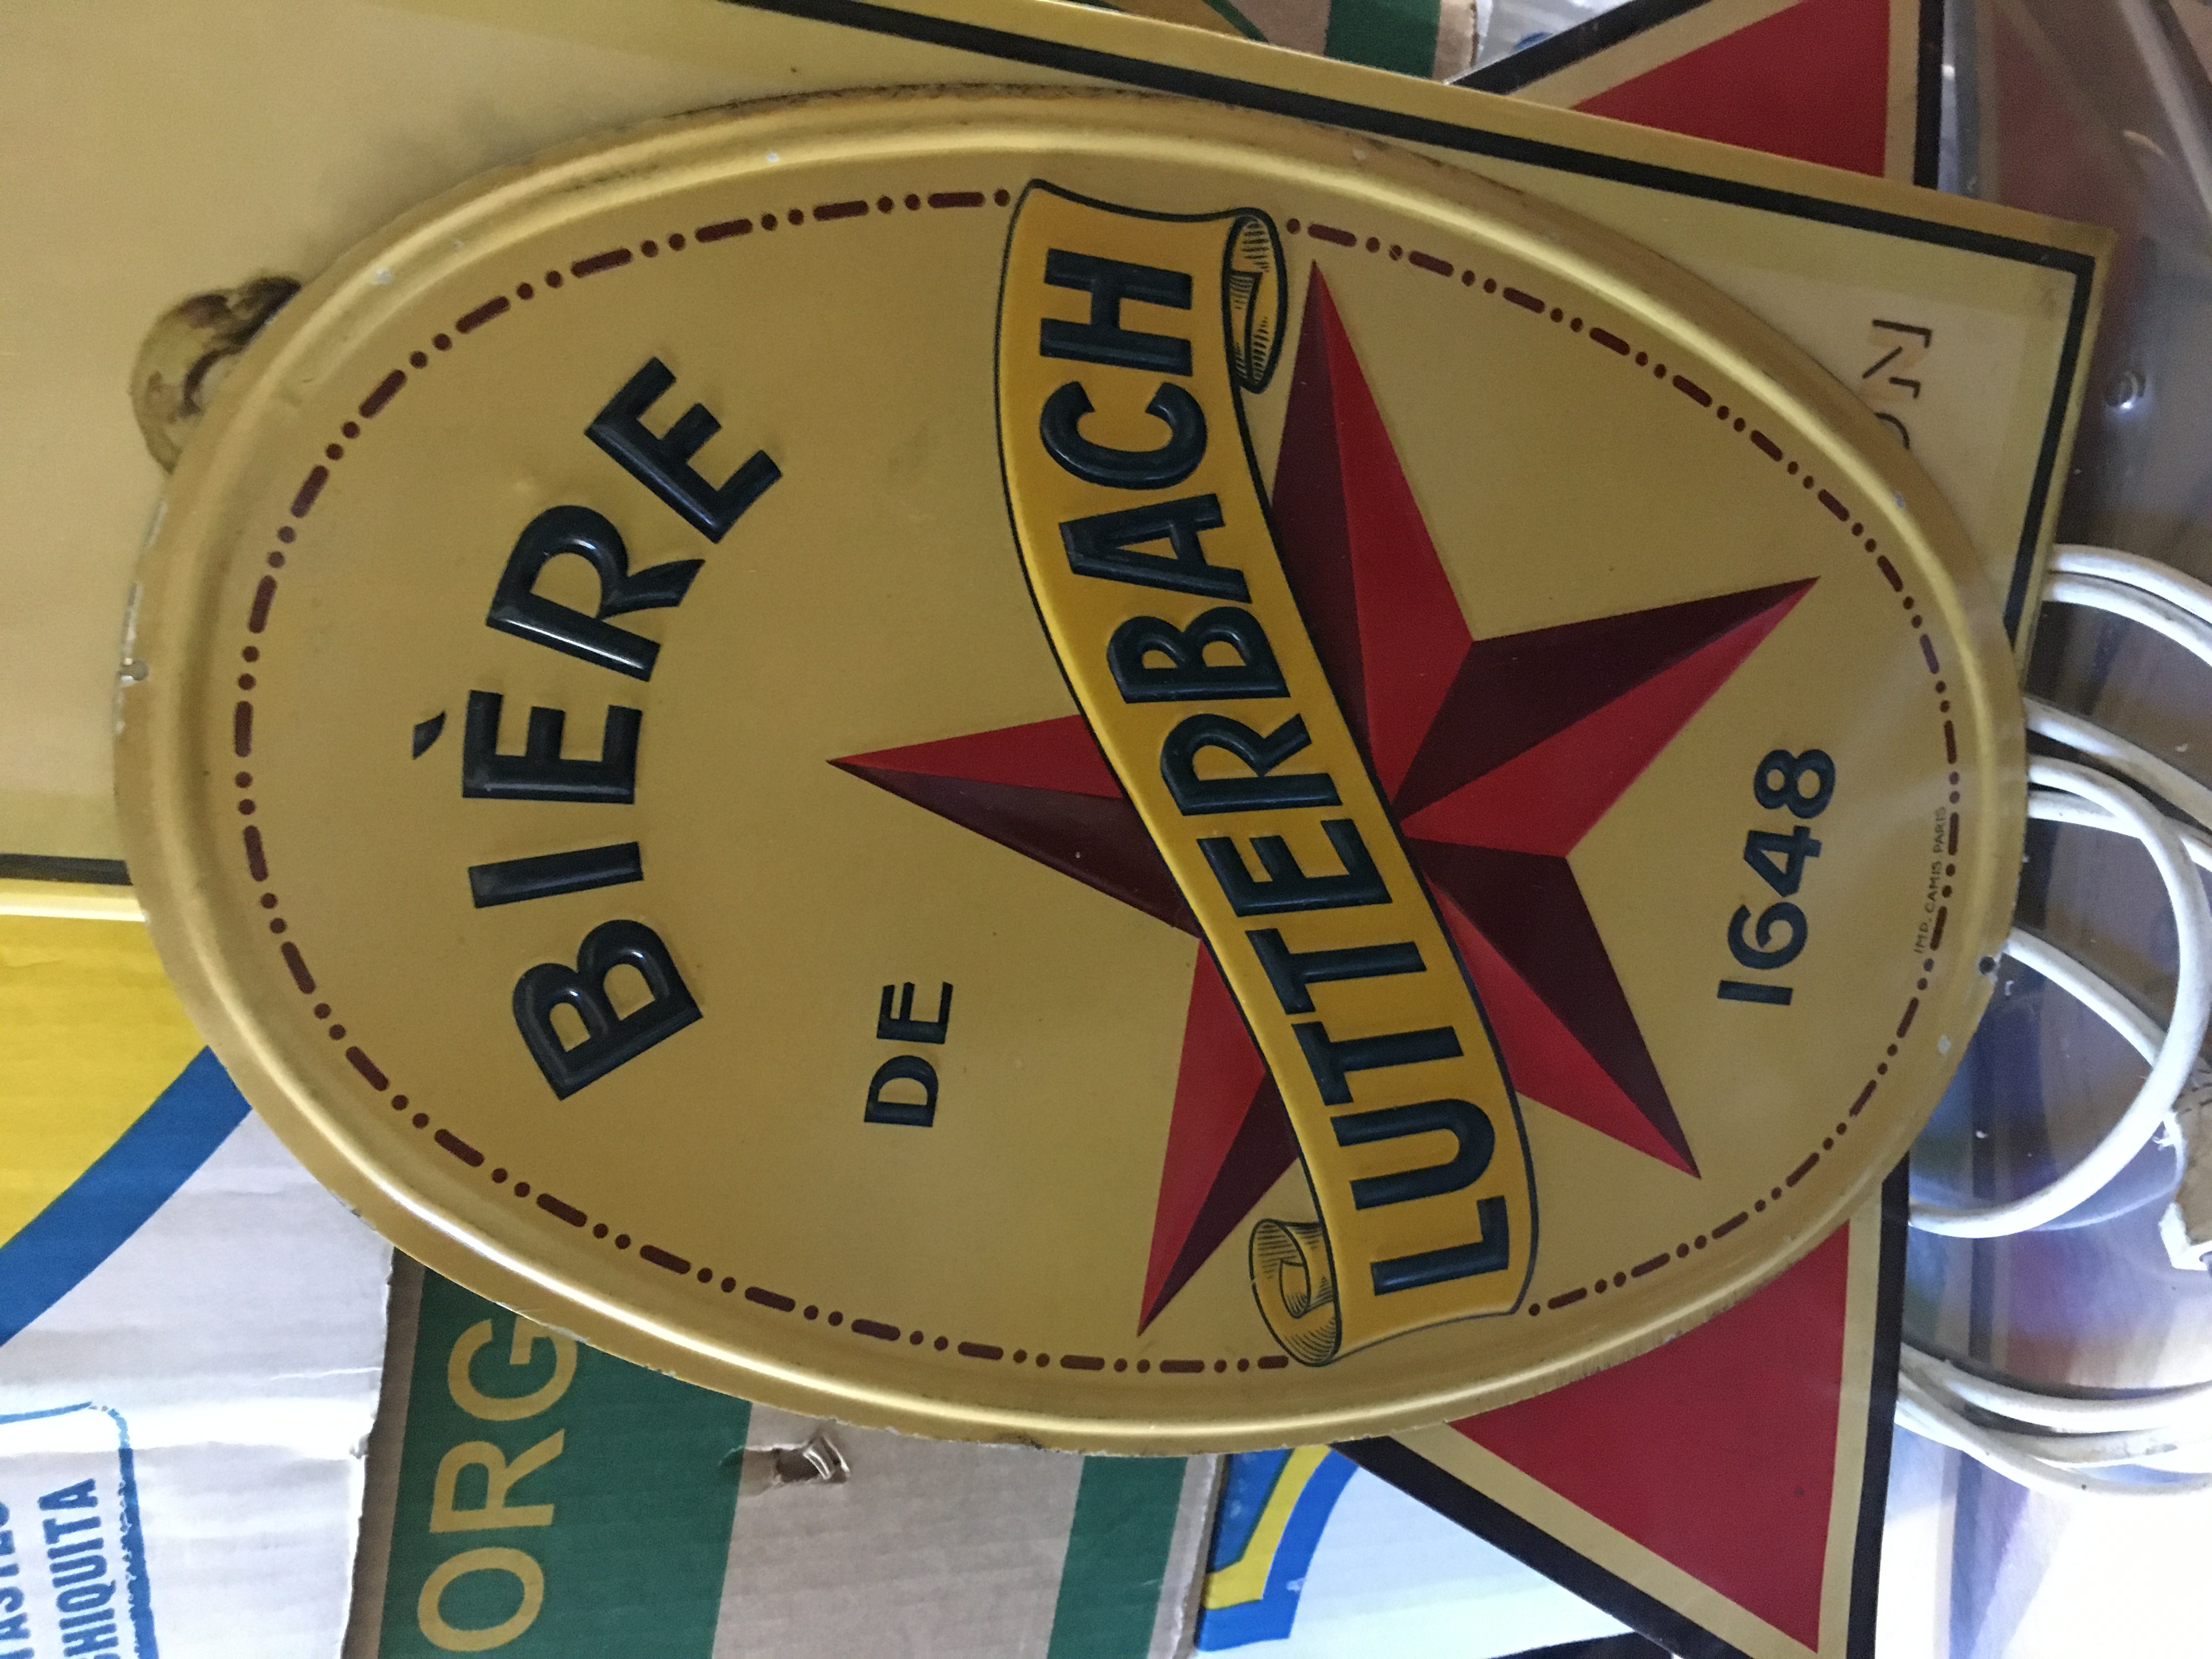 BIÈRE
DE
LUTTERBACH
1648
IMP. CAMIS PARIS
ORG
CHIQUITA